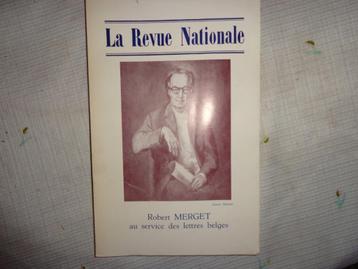 La Revue Nationale
Robert MERGET
au service des lettres belges